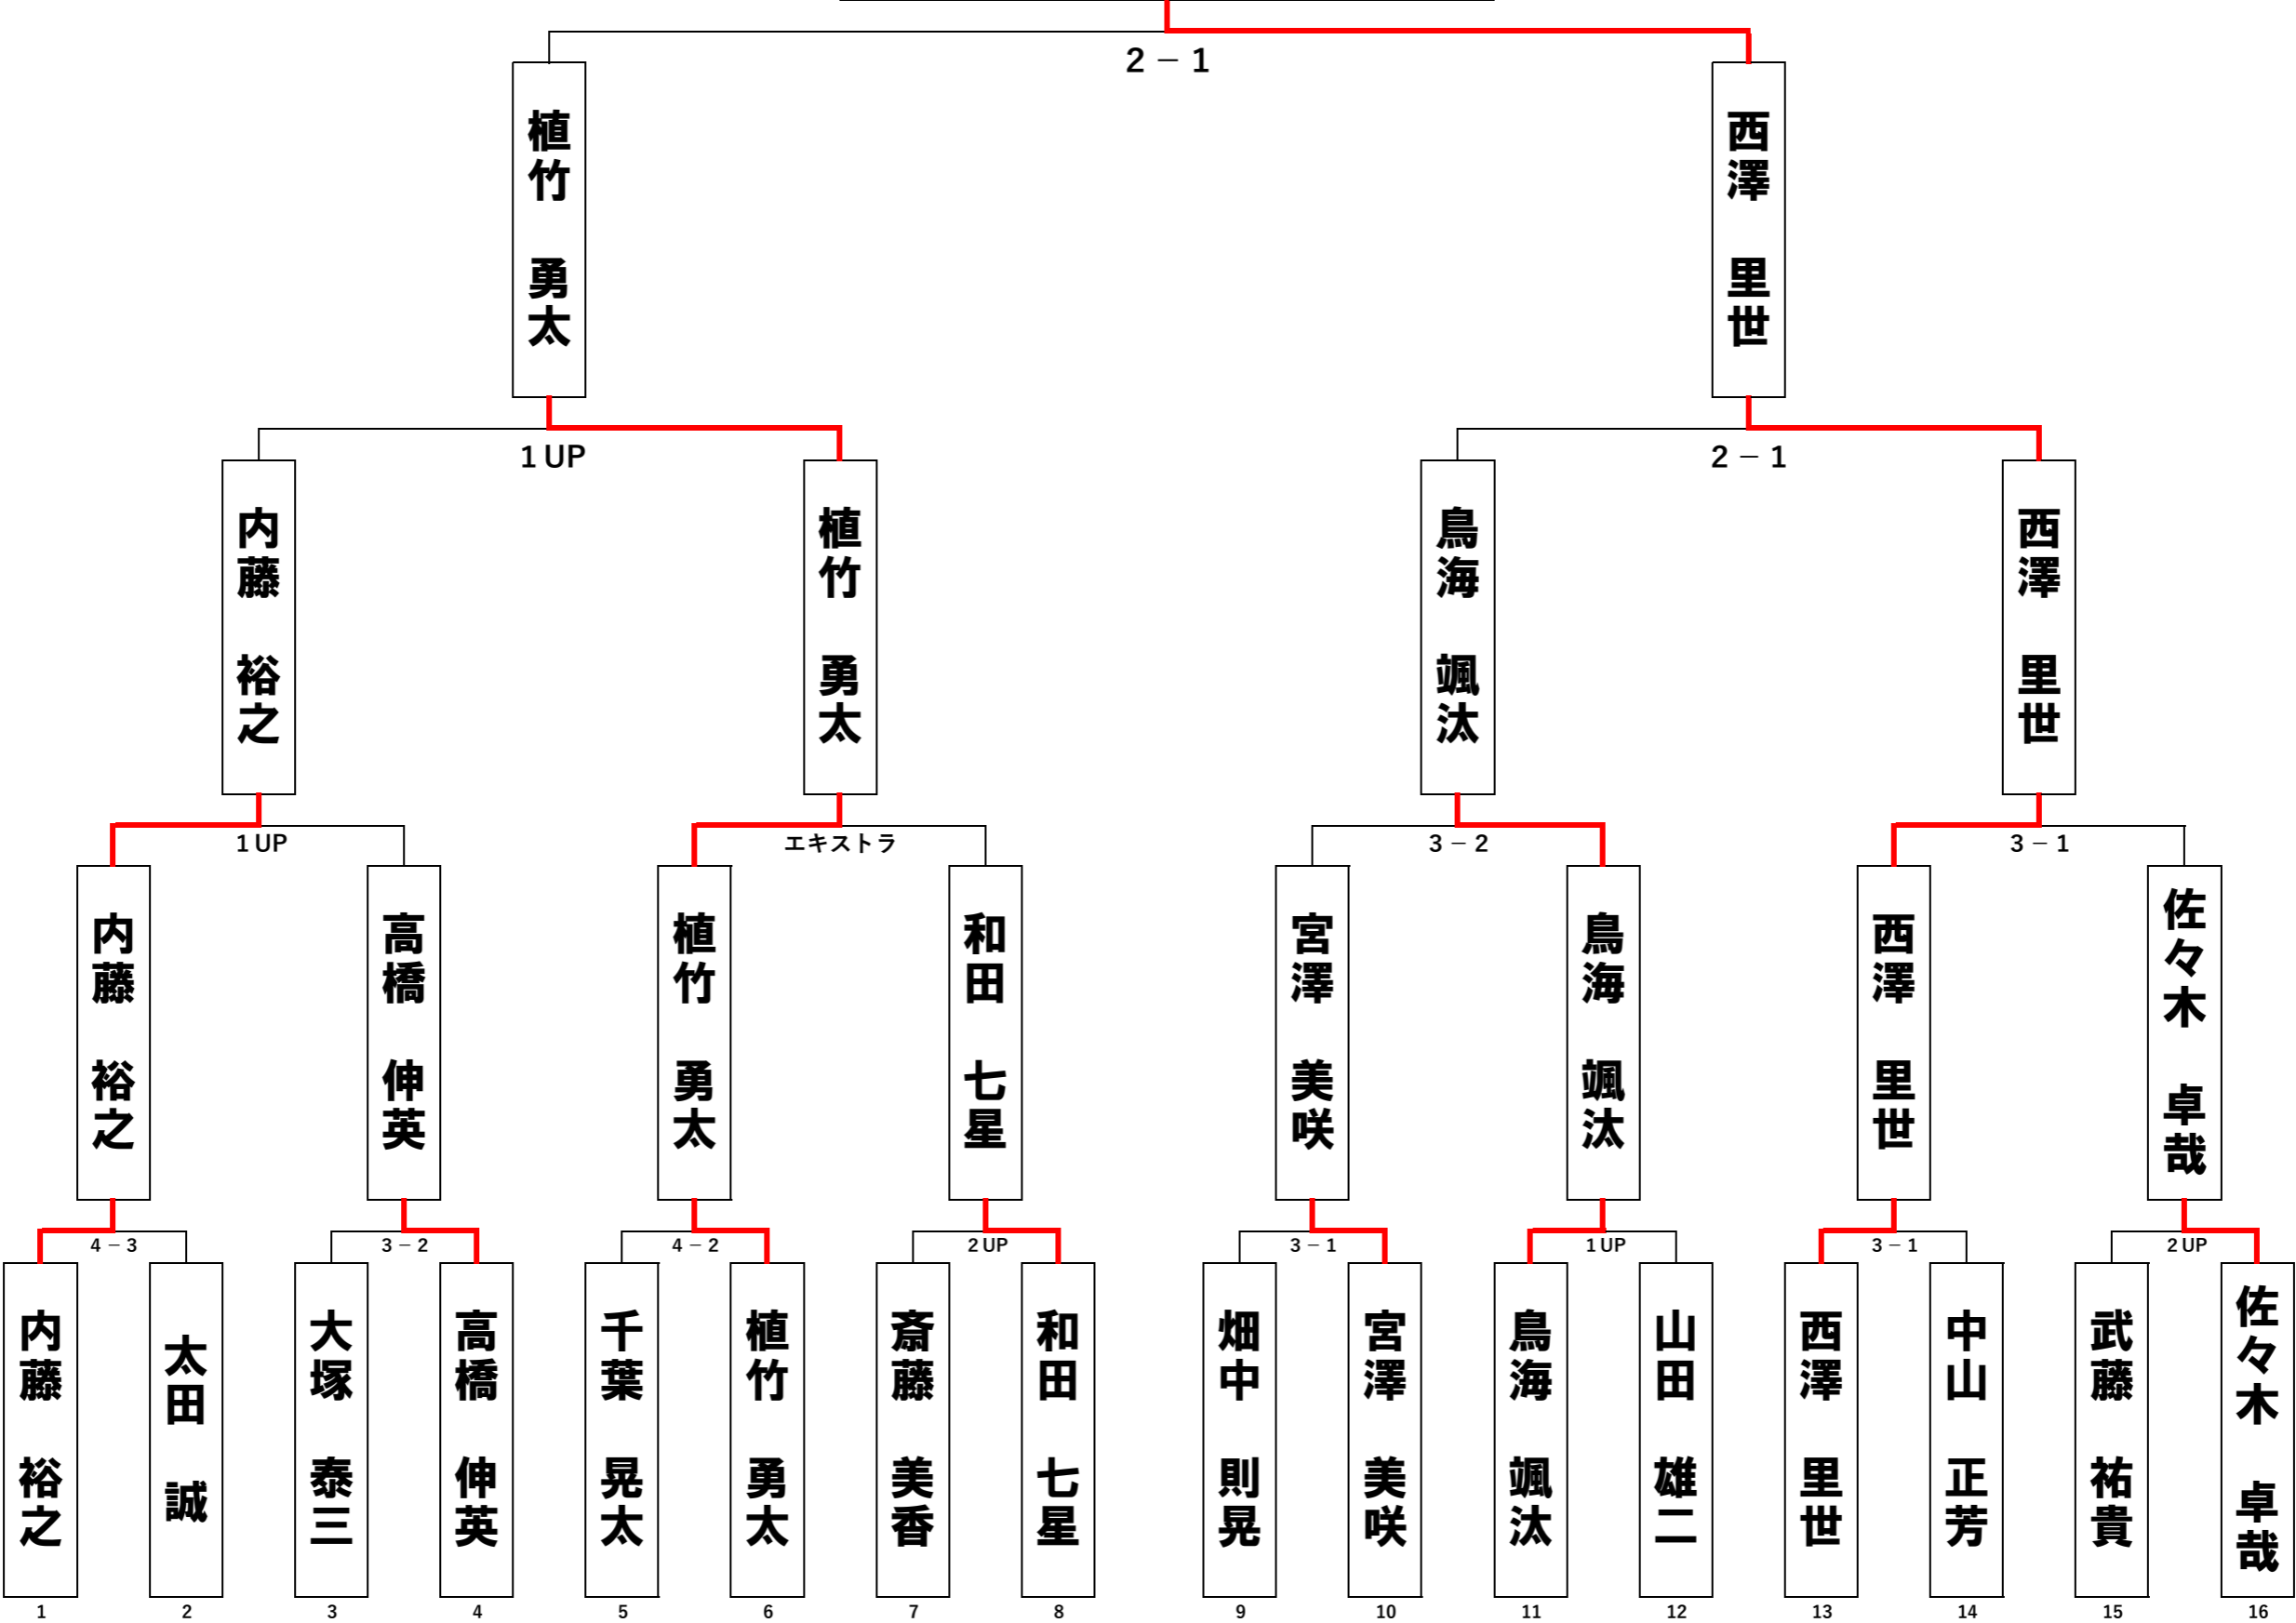 2 − 1
植竹 勇太
西澤 里世
1 UP
2 − 1
内藤 裕之
植竹 勇太
鳥海 颯汰
西澤 里世
1 UP
エキストラ
3 − 2
3 − 1
内藤 裕之
高橋 伸英
植竹 勇太
和田 七星
宮澤 美咲
鳥海 颯汰
西澤 里世
佐々木 卓哉
4 − 3
3 − 2
4 − 2
2 UP
3 − 1
1 UP
3 − 1
2 UP
内藤 裕之
太田 誠
大塚 泰三
高橋 伸英
千葉 晃太
植竹 勇太
斎藤 美香
和田 七星
畑中 則晃
宮澤 美咲
鳥海 颯汰
山田 雄二
西澤 里世
中山 正芳
武藤 祐貴
佐々木 卓哉
1
2
3
4
5
6
7
8
9
10
11
12
13
14
15
16